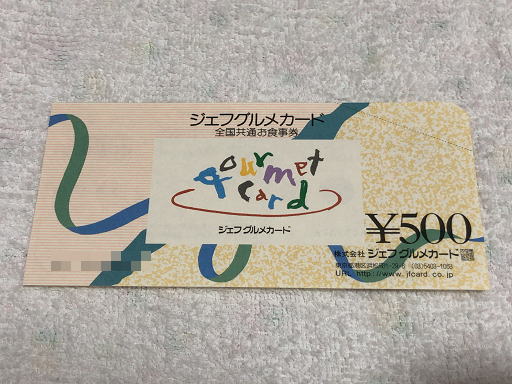 ジェフグルメカード
全国共通お食事券
gourmet
card
ジェフ グルメカード
¥500
株式会社 ジェフ グルメカード
URL http://www.jfcard.co.jp